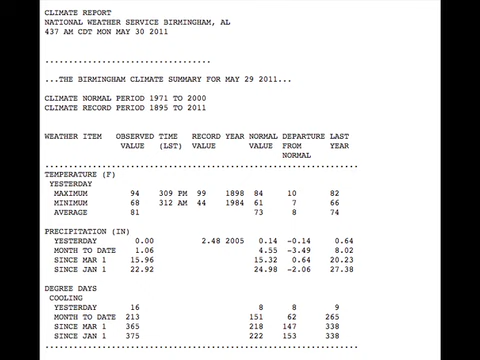 CLIMATE REPORT
NATIONAL WEATHER SERVICE BIRMINGHAM, AL
437 AM CDT MON MAY 30 2011
...................................
...THE BIRMINGHAM CLIMATE SUMMARY FOR MAY 29 2011...
CLIMATE NORMAL PERIOD 1971 TO 2000
CLIMATE RECORD PERIOD 1895 TO 2011
WEATHER ITEM OBSERVED TIME RECORD YEAR NORMAL DEPARTURE LAST
VALUE (LST) VALUE VALUE FROM YEAR
NORMAL
..................................................................
TEMPERATURE (F)
YESTERDAY
MAXIMUM 94 309 PM 99 1898 84 10 82
MINIMUM 68 312 AM 44 1984 61 7 66
AVERAGE 81 73 8 74
PRECIPITATION (IN)
YESTERDAY 0.00 2.48 2005 0.14 -0.14 0.64
MONTH TO DATE 1.06 4.55 -3.49 8.02
SINCE MAR 1 15.96 15.32 0.64 20.23
SINCE JAN 1 22.92 24.98 -2.06 27.38
DEGREE DAYS
COOLING
YESTERDAY 16 8 8 9
MONTH TO DATE 213 151 62 265
SINCE MAR 1 365 218 147 338
SINCE JAN 1 375 222 153 338
..................................................................